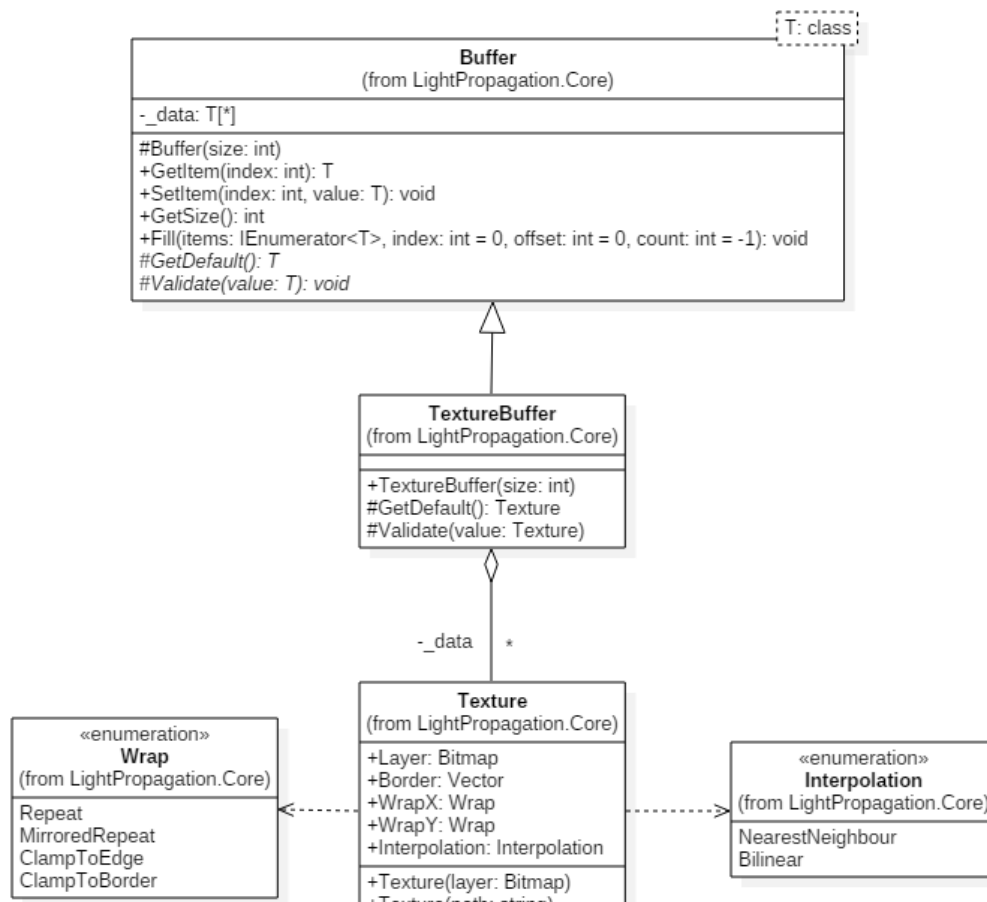 T: class
Buffer
(from LightPropagation.Core)
-_data: T[*]
#Buffer(size: int)
+GetItem(index: int): T
+SetItem(index: int, value: T): void
+GetSize(): int
+Fill(items: IEnumerator<T>, index: int = 0, offset: int = 0, count: int = -1): void
#GetDefault(): T
#Validate(value: T): void
TextureBuffer
(from LightPropagation.Core)
+TextureBuffer(size: int)
#GetDefault(): Texture
#Validate(value: Texture)
-_data *
Texture
(from LightPropagation.Core)
+Layer: Bitmap
+Border: Vector
+WrapX: Wrap
+WrapY: Wrap
+Interpolation: Interpolation
+Texture(layer: Bitmap)
+Texture(path: string)
«enumeration»
Wrap
(from LightPropagation.Core)
Repeat
MirroredRepeat
ClampToEdge
ClampToBorder
«enumeration»
Interpolation
(from LightPropagation.Core)
NearestNeighbour
Bilinear